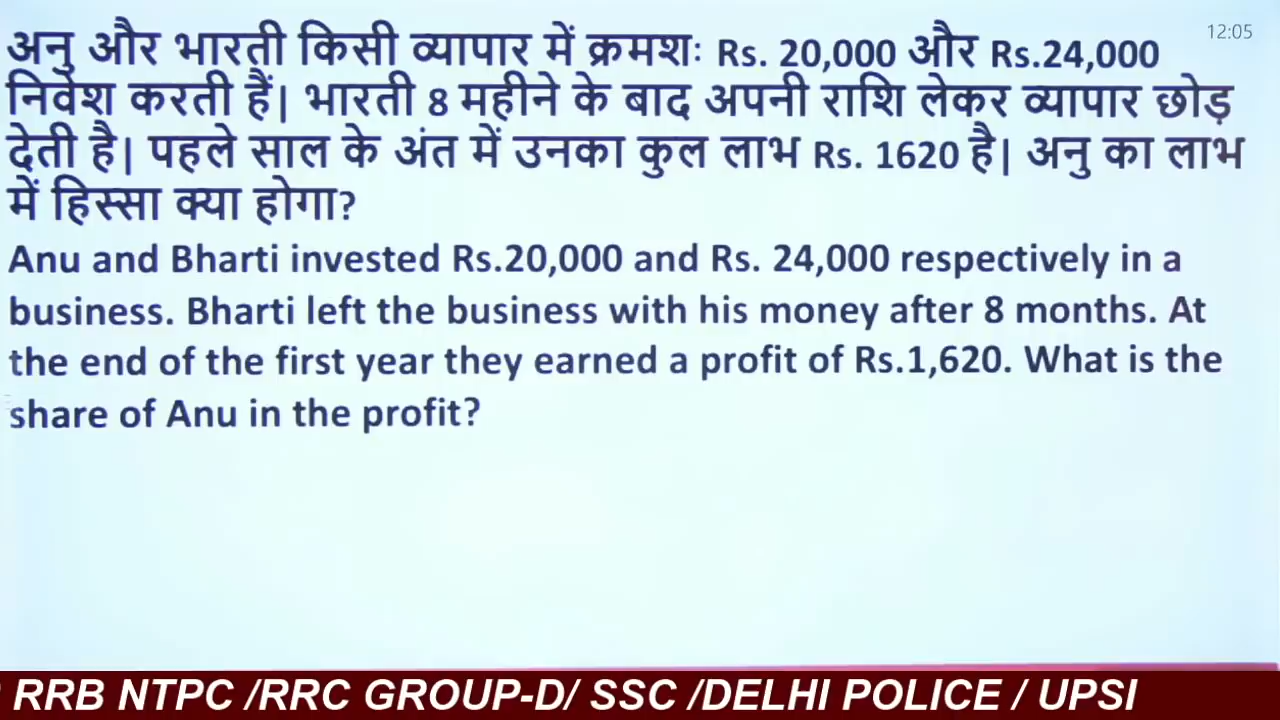 12:05
अनु और भारती किसी व्यापार में क्रमशः Rs. 20,000 और Rs.24,000
निवेश करती हैं| भारती 8 महीने के बाद अपनी राशि लेकर व्यापार छोड़
देती है| पहले साल के अंत में उनका कुल लाभ Rs. 1620 है| अनु का लाभ
में हिस्सा क्या होगा?
Anu and Bharti invested Rs.20,000 and Rs. 24,000 respectively in a
business. Bharti left the business with his money after 8 months. At
the end of the first year they earned a profit of Rs.1,620. What is the
share of Anu in the profit?
RRB NTPC /RRC GROUP-D/ SSC /DELHI POLICE / UPSI